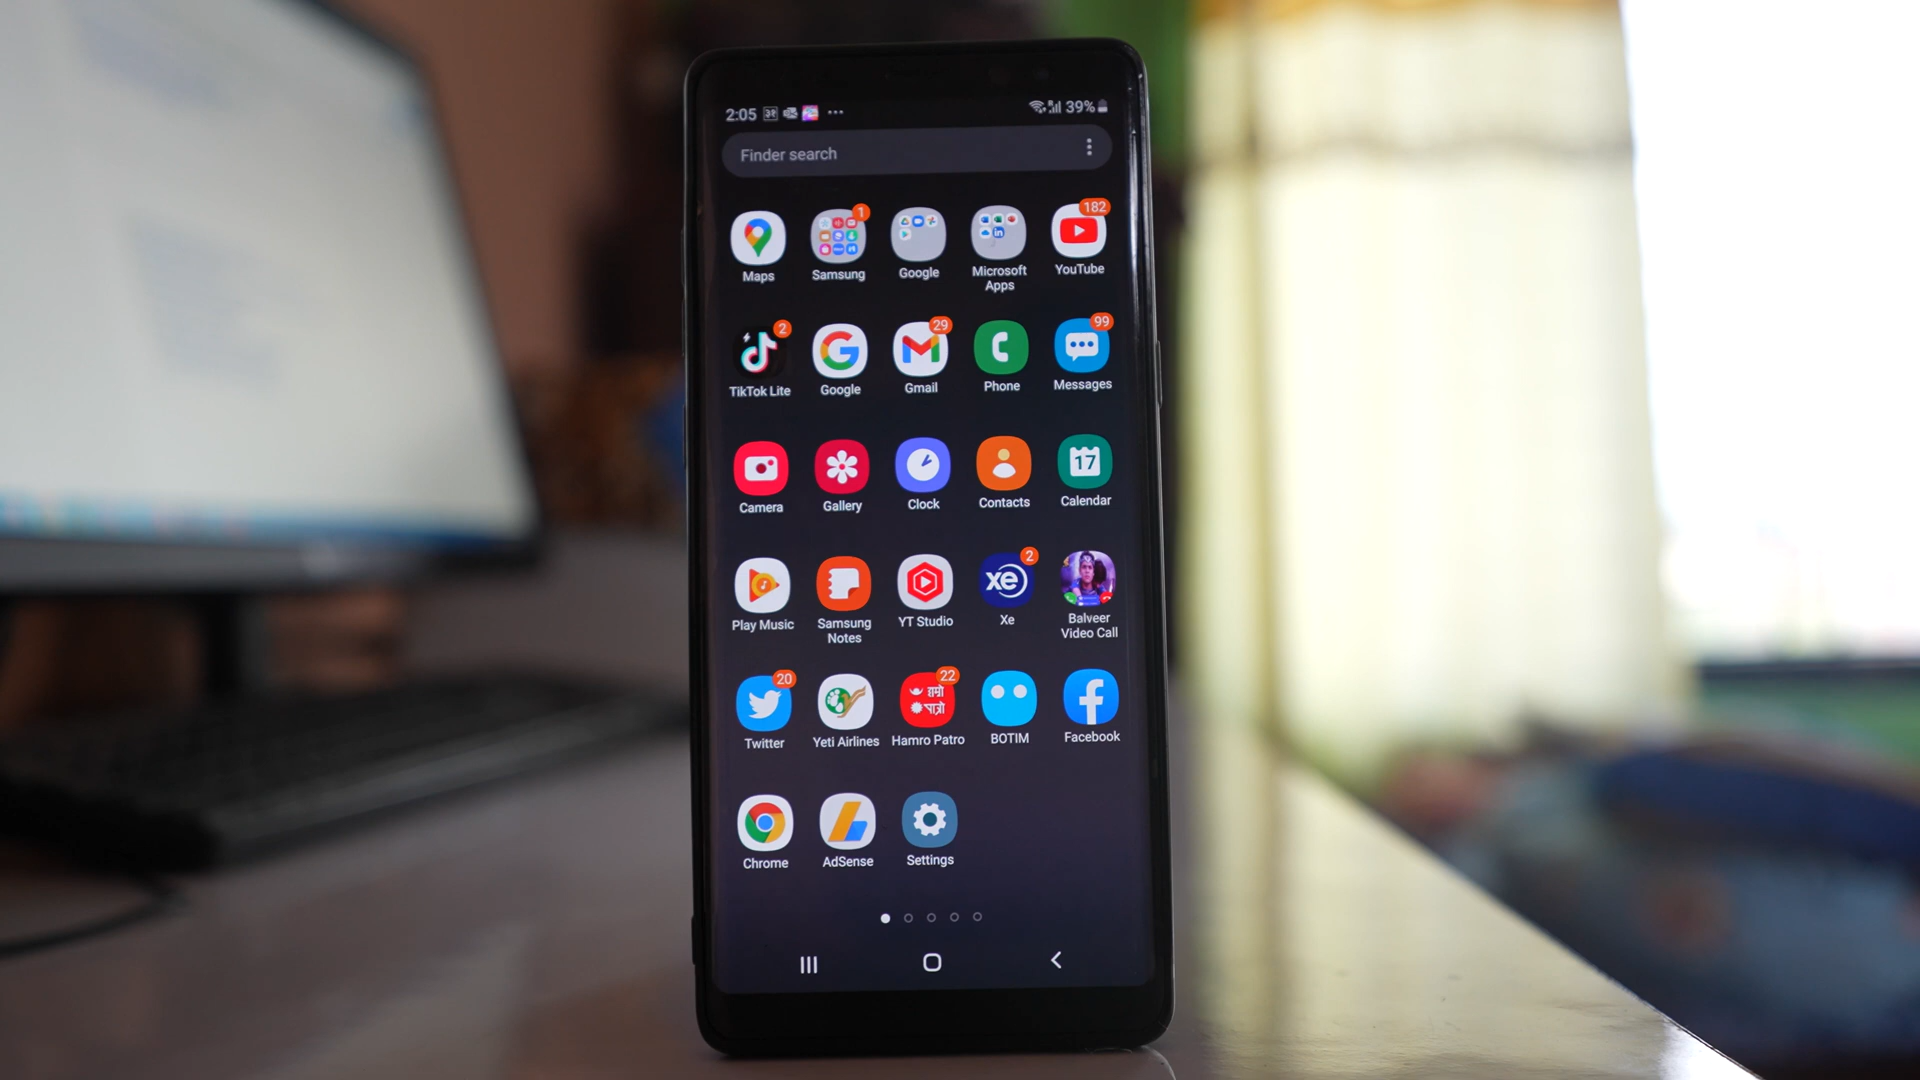 2:05 39%
Finder search
1 182
Maps Samsung Google Microsoft Apps YouTube
2 29 99
TikTok Lite Google Gmail Phone Messages
17
Camera Gallery Clock Contacts Calendar
xe 2
Play Music Samsung Notes YT Studio Xe Balveer Video Call
20 22
हाम्रो
पात्रो
Twitter Yeti Airlines Hamro Patro BOTIM Facebook
Chrome AdSense Settings